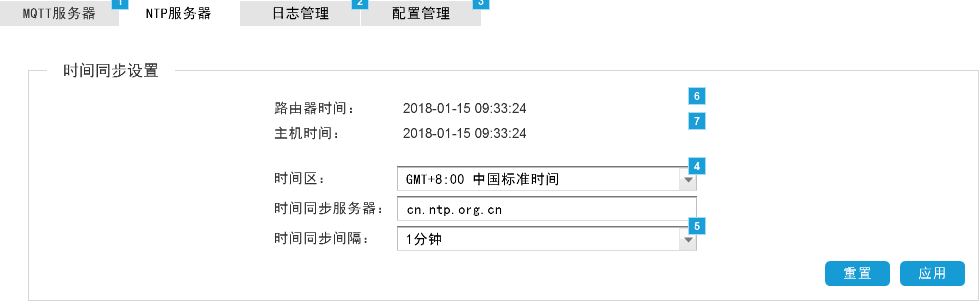 MQTT服务器 1 NTP服务器 日志管理 2 配置管理 3
时间同步设置
路由器时间： 2018-01-15 09:33:24 6
主机时间： 2018-01-15 09:33:24 7
时间区： GMT+8:00 中国标准时间 4
时间同步服务器： cn.ntp.org.cn
时间同步间隔： 1分钟 5
重置 应用